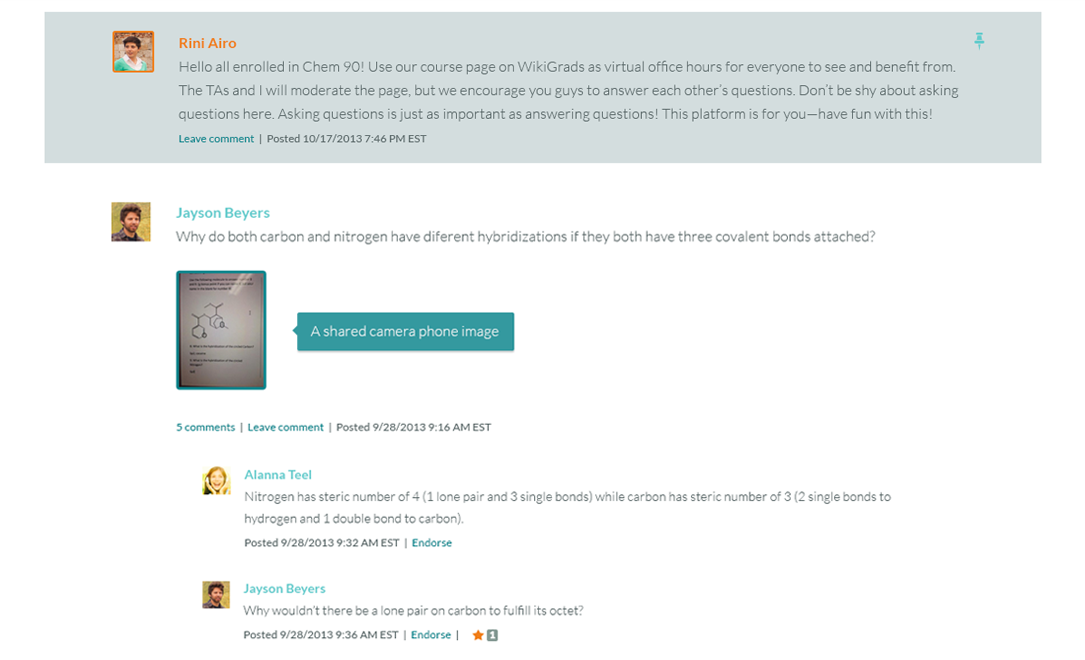 Rini Airo
Hello all enrolled in Chem 90! Use our course page on WikiGrads as virtual office hours for everyone to see and benefit from.
The TAs and I will moderate the page, but we encourage you guys to answer each other’s questions. Don’t be shy about asking
questions here. Asking questions is just as important as answering questions! This platform is for you—have fun with this!
Leave comment | Posted 10/17/2013 7:46 PM EST
Jayson Beyers
Why do both carbon and nitrogen have diferent hybridizations if they both have three covalent bonds attached?
A shared camera phone image
5 comments | Leave comment | Posted 9/28/2013 9:16 AM EST
Alanna Teel
Nitrogen has steric number of 4 (1 lone pair and 3 single bonds) while carbon has steric number of 3 (2 single bonds to
hydrogen and 1 double bond to carbon).
Posted 9/28/2013 9:32 AM EST | Endorse
Jayson Beyers
Why wouldn't there be a lone pair on carbon to fulfill its octet?
Posted 9/28/2013 9:36 AM EST | Endorse | 1